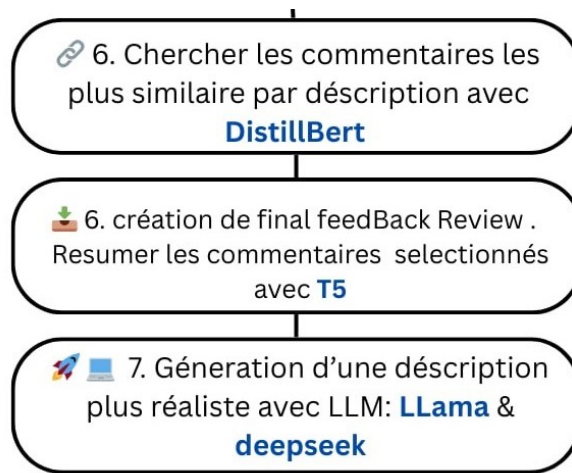 🔗 6. Chercher les commentaires les
plus similaire par déscription avec
DistillBert
📥 6. création de final feedBack Review .
Resumer les commentaires selectionnés
avec T5
🚀 💻 7. Géneration d'une déscription
plus réaliste avec LLM: LLama &
deepseek